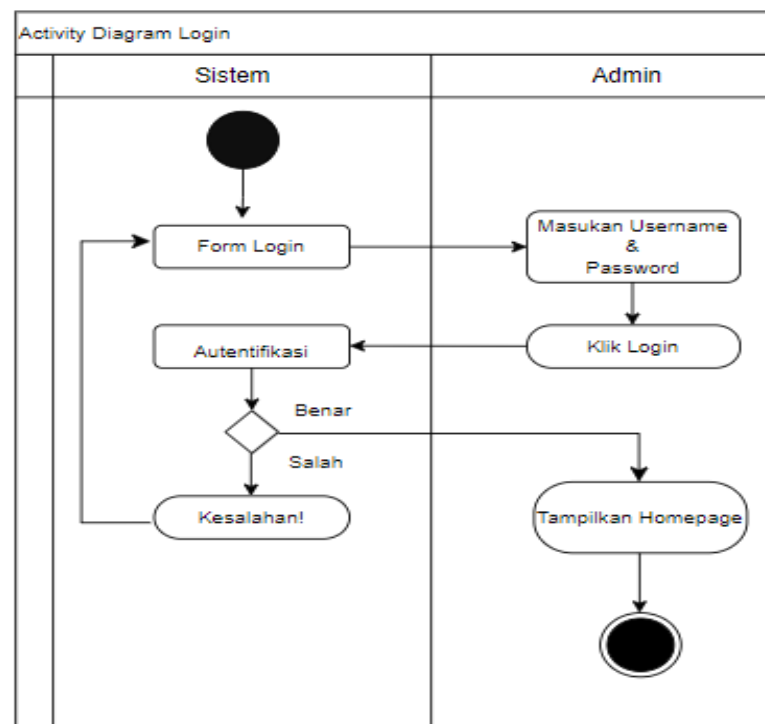 Activity Diagram Login
Sistem
Admin
Form Login
Masukan Username
&
Password
Autentifikasi
Klik Login
Benar
Salah
Kesalahan!
Tampilkan Homepage